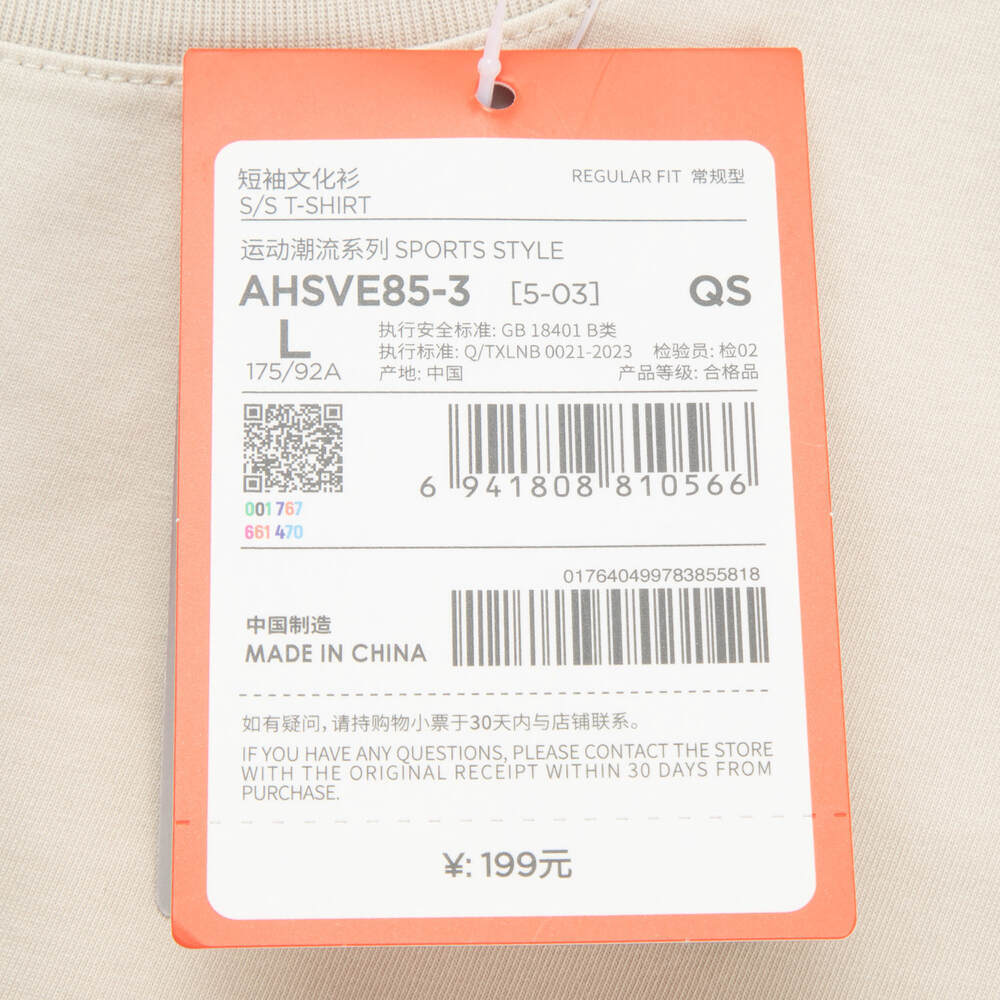 短袖文化衫
S/S T-SHIRT
REGULAR FIT 常规型
运动潮流系列 SPORTS STYLE
AHSVE85-3 [5-03] QS
L
175/92A
执行安全标准: GB 18401 B类
执行标准: Q/TXLNB 0021-2023 检验员: 检02
产地: 中国 产品等级: 合格品
6 941808 810566
001 767
661 470
017640499783855818
中国制造
MADE IN CHINA
如有疑问,请持购物小票于30天内与店铺联系。
IF YOU HAVE ANY QUESTIONS, PLEASE CONTACT THE STORE
WITH THE ORIGINAL RECEIPT WITHIN 30 DAYS FROM
PURCHASE.
¥: 199元